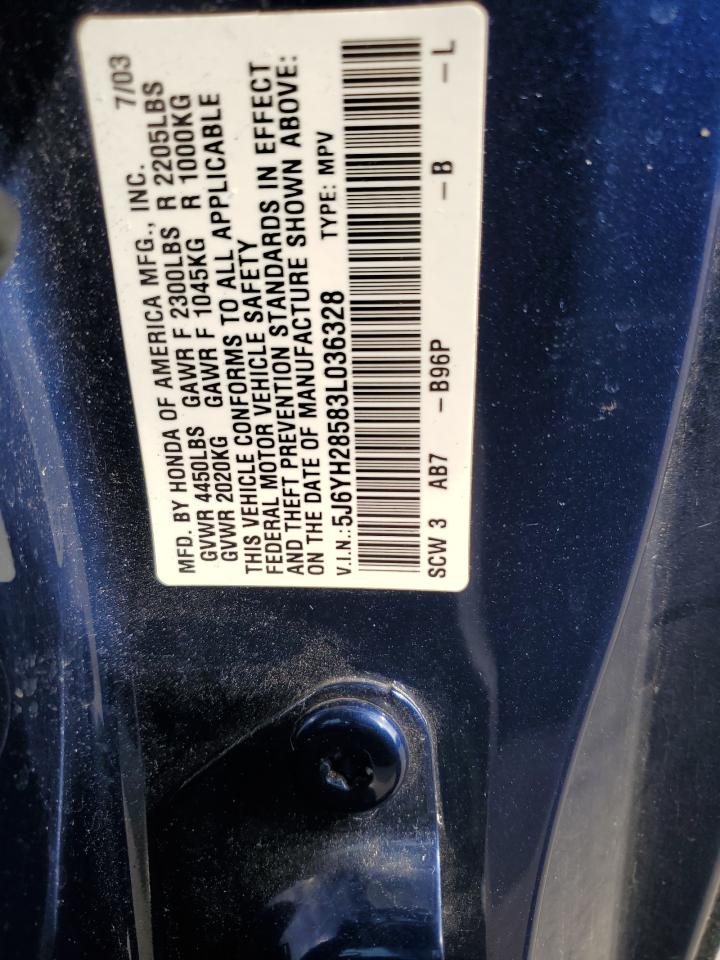 MFD. BY HONDA OF AMERICA MFG., INC. 7/03
GVWR 4450LBS GAWR F 2300LBS R 2205LBS
GVWR 2020KG GAWR F 1045KG R 1000KG
THIS VEHICLE CONFORMS TO ALL APPLICABLE
FEDERAL MOTOR VEHICLE SAFETY
AND THEFT PREVENTION STANDARDS IN EFFECT
ON THE DATE OF MANUFACTURE SHOWN ABOVE:
V.I.N.:5J6YH28583L036328 TYPE: MPV
SCW 3 AB7 - B96P - B - L